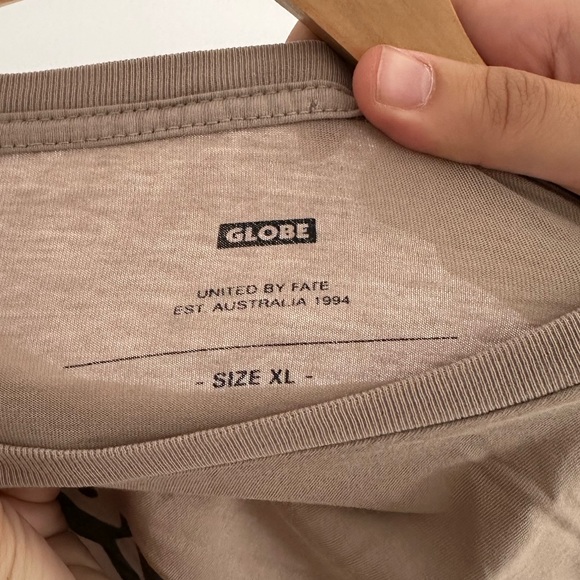 GLOBE
UNITED BY FATE
EST. AUSTRALIA 1994
- SIZE XL -